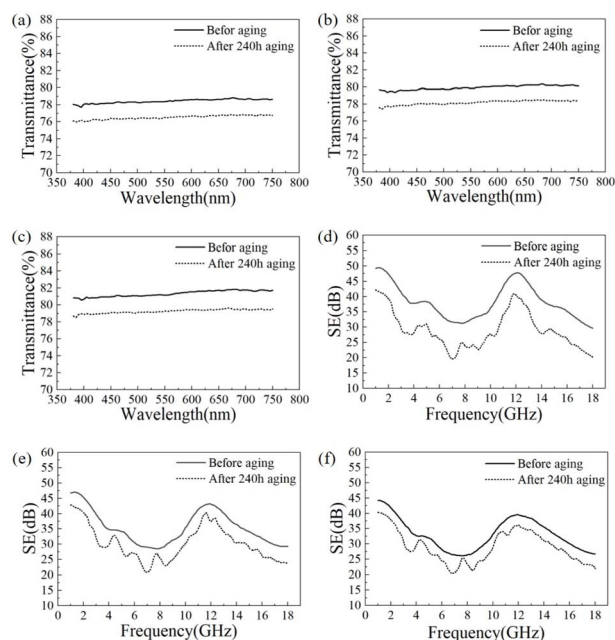 (a)
88
86
84
82
80
78
76
74
72
70
Transmittance(%)
Befor aging
After 240h aging
350 400 450 500 550 600 650 700 750 800
Wavelength(nm)
(b)
88
86
84
82
80
78
76
74
72
70
Transmittance(%)
Befor aging
After 240h aging
350 400 450 500 550 600 650 700 750 800
Wavelength(nm)
(c)
88
86
84
82
80
78
76
74
72
70
Transmittance(%)
Befor aging
After 240h aging
350 400 450 500 550 600 650 700 750 800
Wavelength(nm)
(d)
60
55
50
45
40
35
30
25
20
15
10
SE(dB)
Before aging
After 240h aging
0 2 4 6 8 10 12 14 16 18
Frequency(GHz)
(e)
60
55
50
45
40
35
30
25
20
15
10
SE(dB)
Before aging
After 240h aging
0 2 4 6 8 10 12 14 16 18
Frequency(GHz)
(f)
60
55
50
45
40
35
30
25
20
15
10
SE(dB)
Before aging
After 240h aging
0 2 4 6 8 10 12 14 16 18
Frequency(GHz)